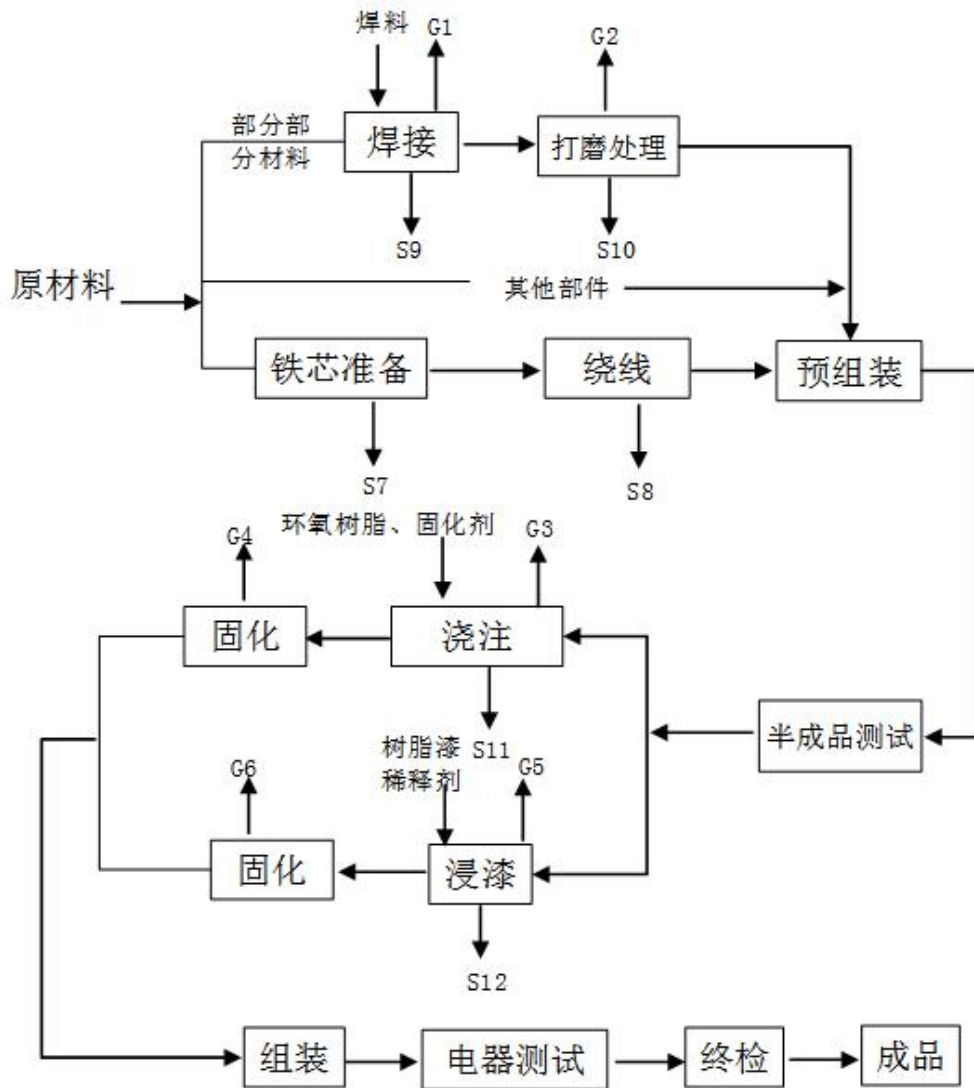 焊料
G1
G2
部分部
分材料
焊接
打磨处理
S9
S10
原材料
其他部件
铁芯准备
绕线
预组装
S7
S8
环氧树脂、固化剂
G4
G3
固化
浇注
半成品测试
树脂漆
稀释剂
S11
G6
G5
固化
浸漆
S12
组装
电器测试
终检
成品